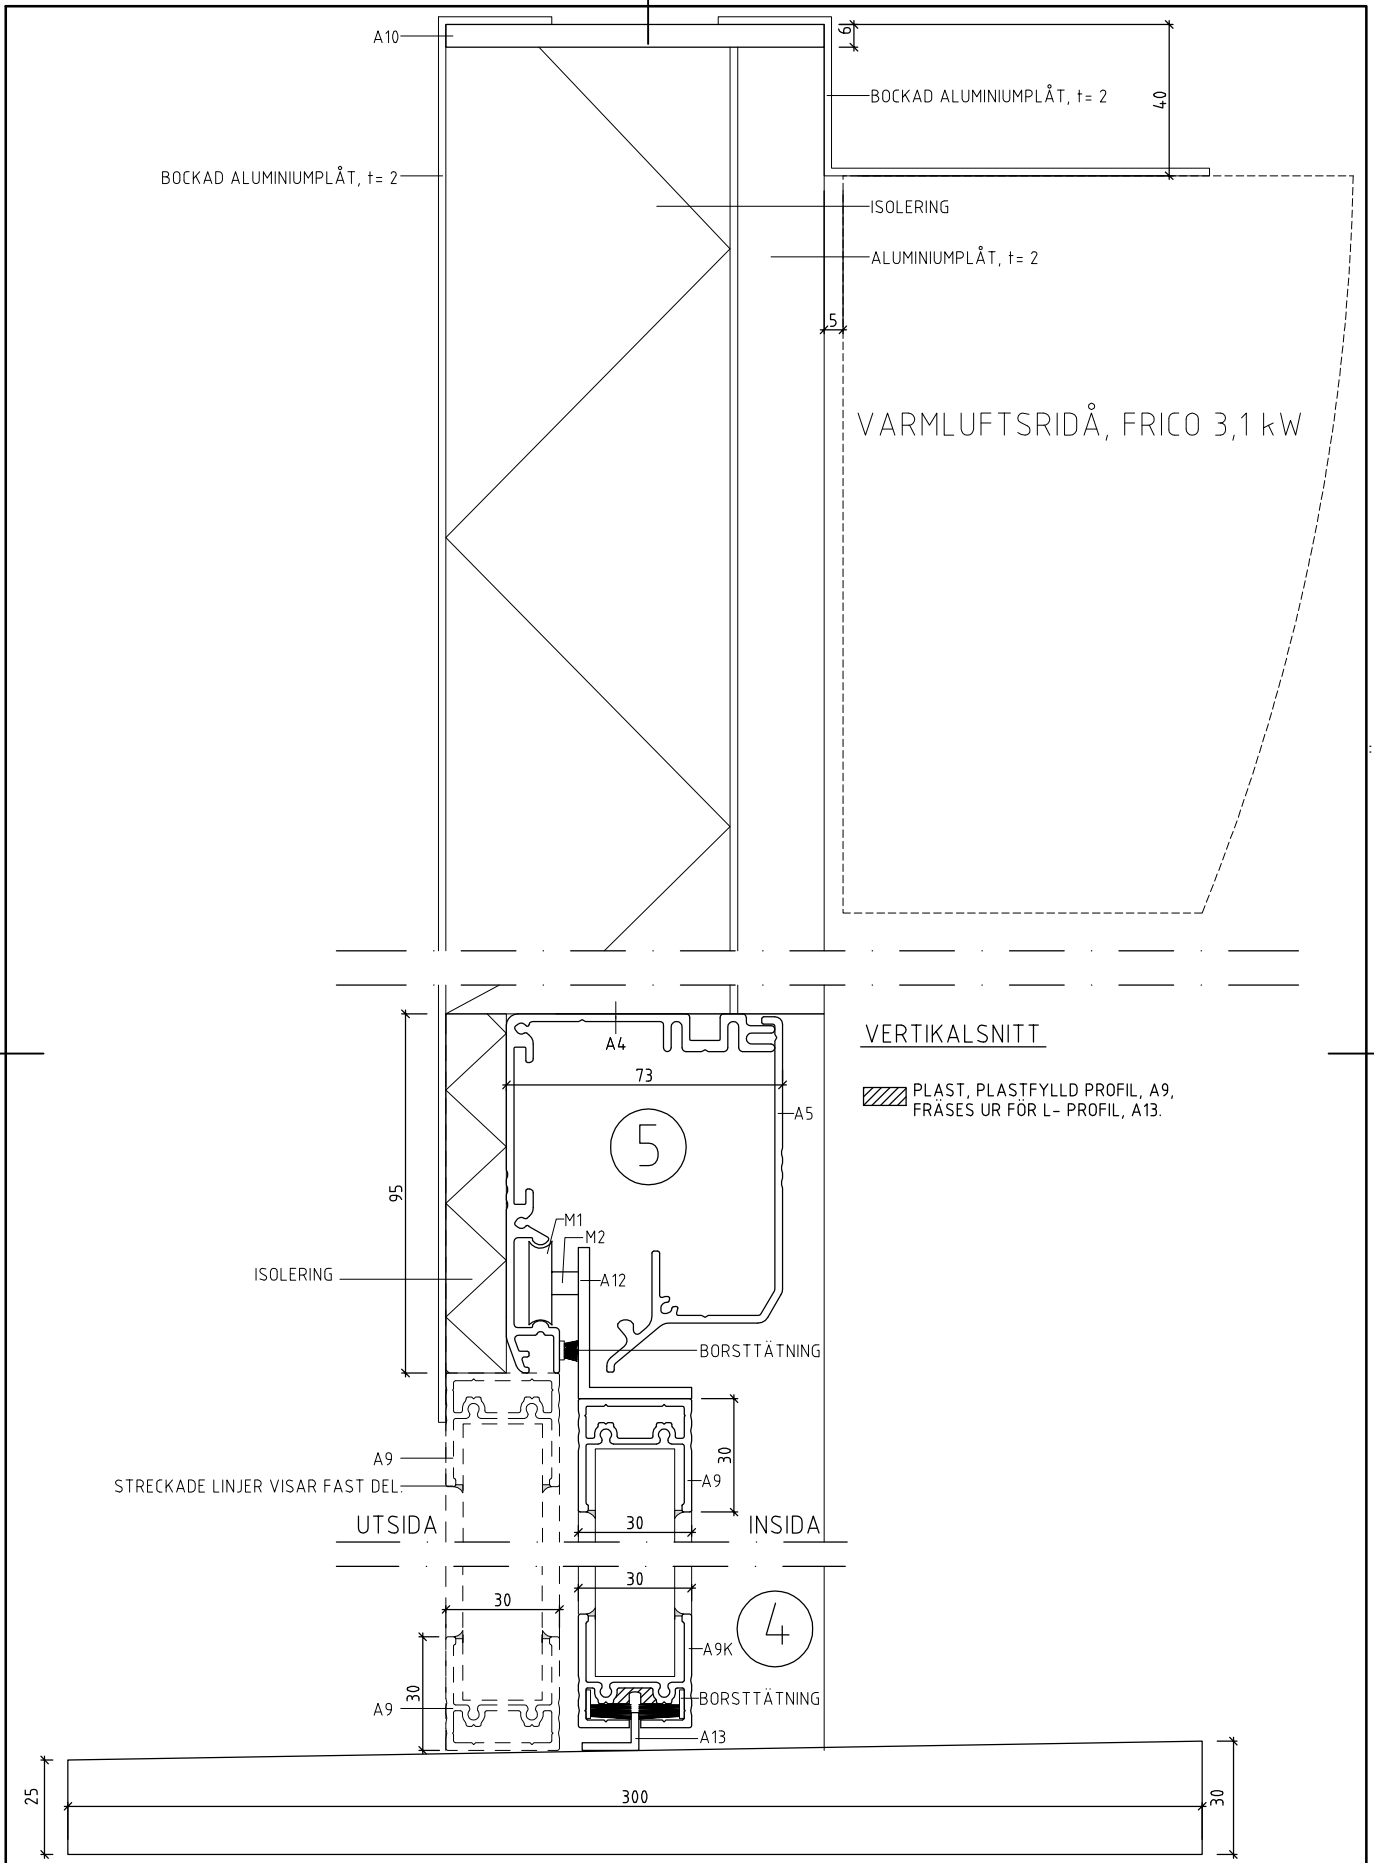 A10
6
BOCKAD ALUMINIUMPLÅT, t= 2
40
BOCKAD ALUMINIUMPLÅT, t= 2
ISOLERING
ALUMINIUMPLÅT, t= 2
5
VARMLUFTSRIDÅ, FRICO 3,1 kW
A4
VERTIKALSNITT
73
PLAST, PLASTFYLLD PROFIL, A9,
FRÄSES UR FÖR L- PROFIL, A13.
A5
5
95
M1
M2
ISOLERING
A12
BORSTTÄTNING
A9
30
A9
STRECKADE LINJER VISAR FAST DEL.
UTSIDA
30
INSIDA
30
30
4
A9K
30
BORSTTÄTNING
A9
A13
25
300
30